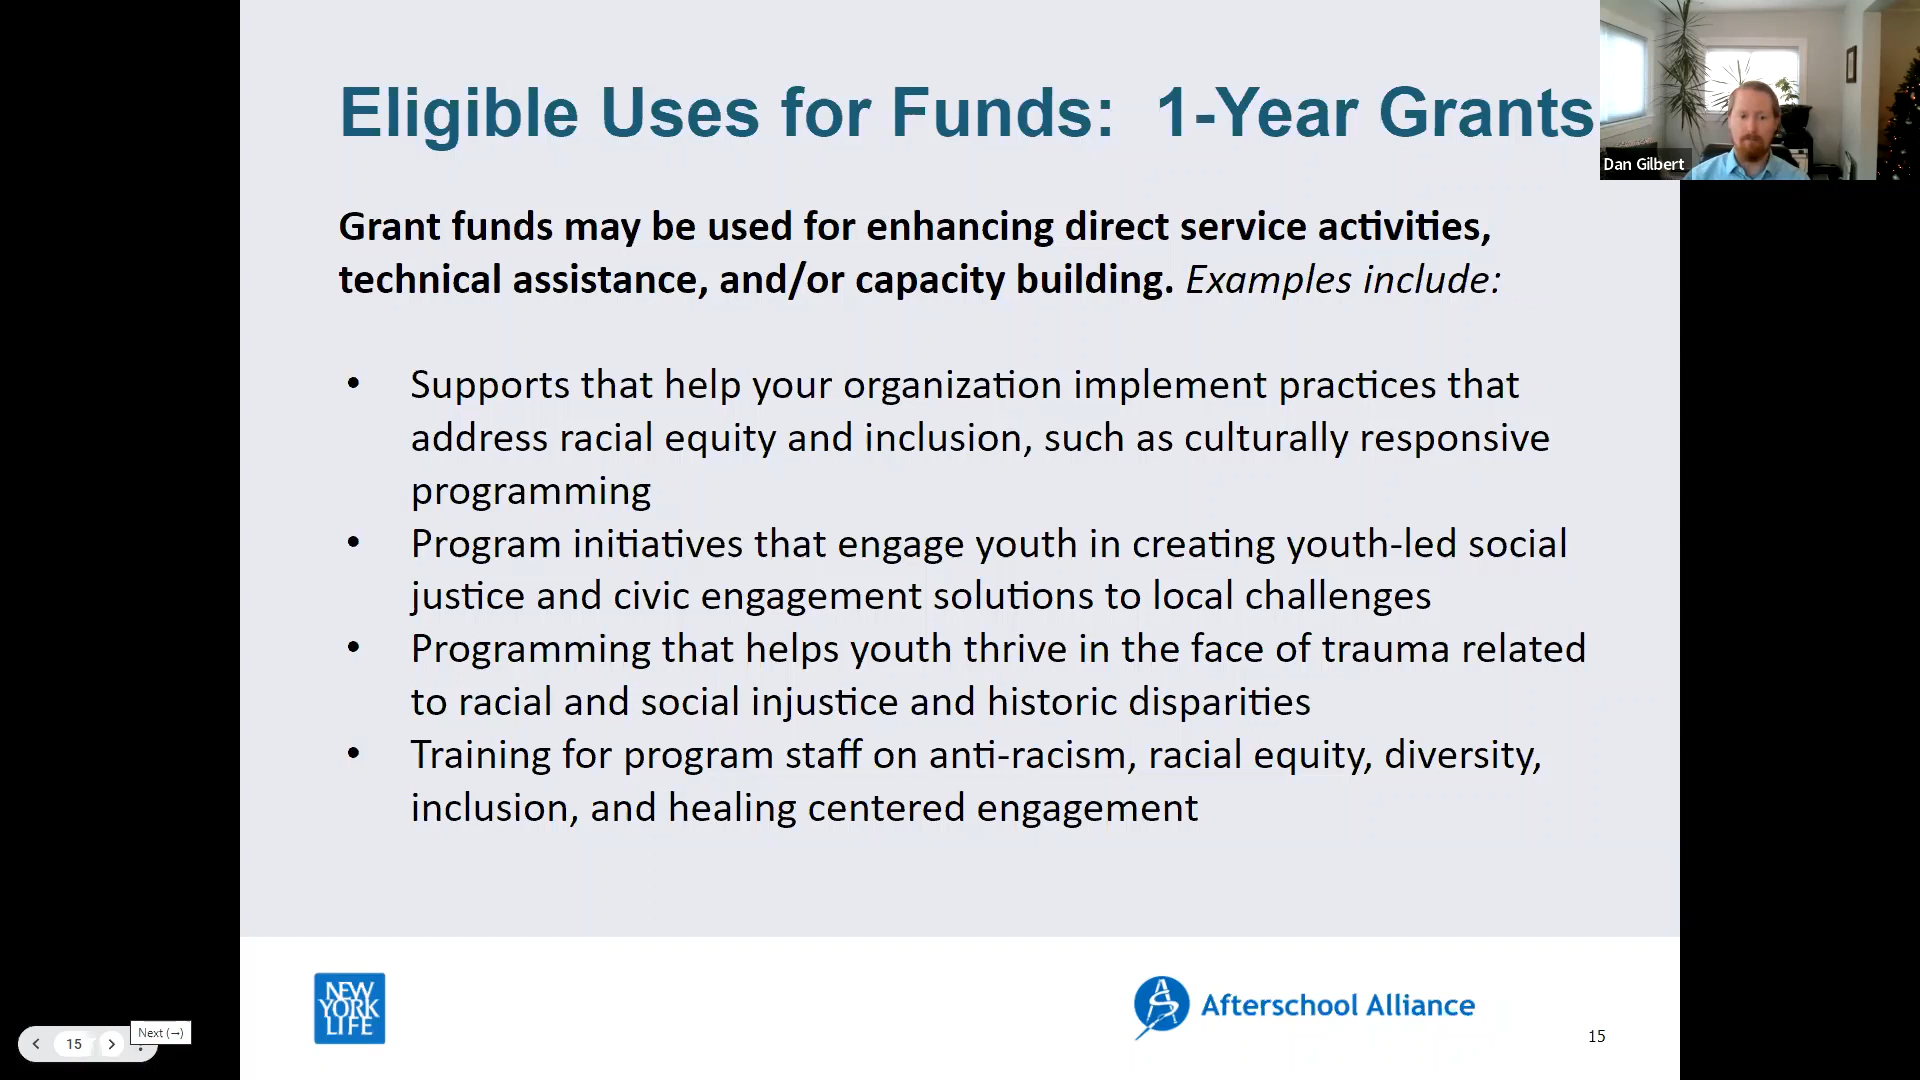 Eligible Uses for Funds:  1-Year Grants
Dan Gilbert
Grant funds may be used for enhancing direct service activities,
technical assistance, and/or capacity building. Examples include:
• Supports that help your organization implement practices that
address racial equity and inclusion, such as culturally responsive
programming
• Program initiatives that engage youth in creating youth-led social
justice and civic engagement solutions to local challenges
• Programming that helps youth thrive in the face of trauma related
to racial and social injustice and historic disparities
• Training for program staff on anti-racism, racial equity, diversity,
inclusion, and healing centered engagement
NEW
YORK
LIFE
Afterschool Alliance
15
Next (→)
15